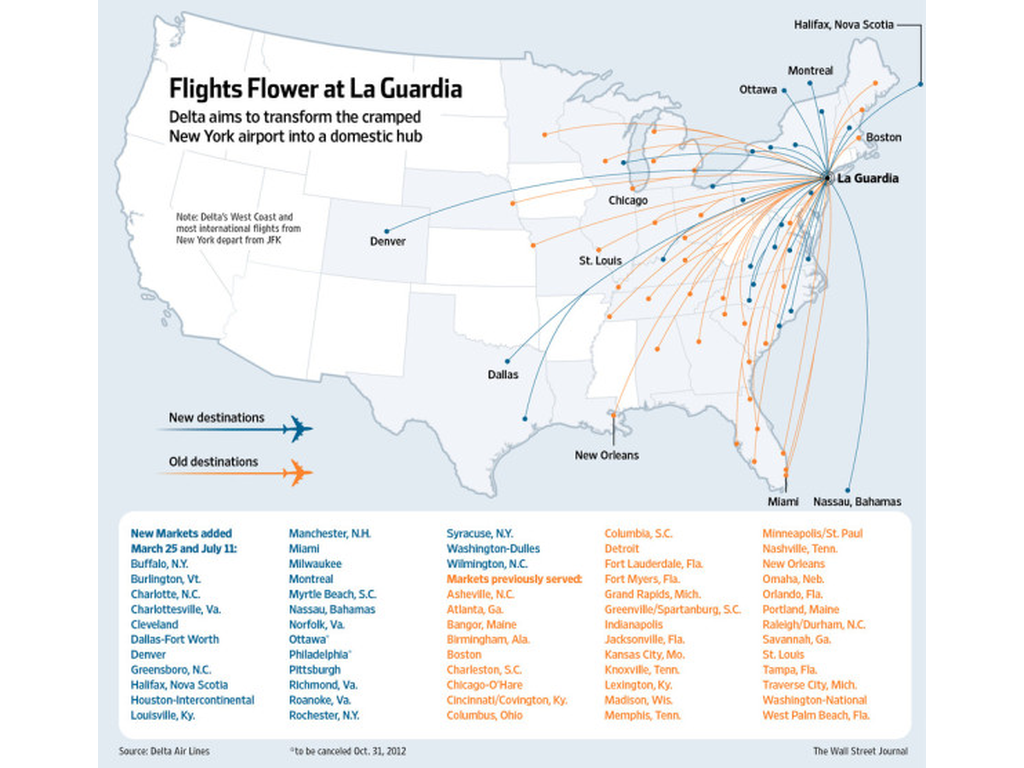 Halifax, Nova Scotia
Montreal
Ottawa
Flights Flower at La Guardia
Delta aims to transform the cramped
New York airport into a domestic hub
Boston
La Guardia
Chicago
Note: Delta's West Coast and
most international flights from
New York depart from JFK
Denver
St. Louis
Dallas
New destinations
Old destinations
New Orleans
Miami
Nassau, Bahamas
New Markets added
March 25 and July 11:
Buffalo, N.Y.
Burlington, Vt.
Charlotte, N.C.
Charlottesville, Va.
Cleveland
Dallas-Fort Worth
Denver
Greensboro, N.C.
Halifax, Nova Scotia
Houston-Intercontinental
Louisville, Ky.
Manchester, N.H.
Miami
Milwaukee
Montreal
Myrtle Beach, S.C.
Nassau, Bahamas
Norfolk, Va.
Ottawa*
Philadelphia*
Pittsburgh
Richmond, Va.
Roanoke, Va.
Rochester, N.Y.
Syracuse, N.Y.
Washington-Dulles
Wilmington, N.C.
Markets previously served:
Asheville, N.C.
Atlanta, Ga.
Bangor, Maine
Birmingham, Ala.
Boston
Charleston, S.C.
Chicago-O'Hare
Cincinnati/Covington, Ky.
Columbus, Ohio
Columbia, S.C.
Detroit
Fort Lauderdale, Fla.
Fort Myers, Fla.
Grand Rapids, Mich.
Greenville/Spartanburg, S.C.
Indianapolis
Jacksonville, Fla.
Kansas City, Mo.
Knoxville, Tenn.
Lexington, Ky.
Madison, Wis.
Memphis, Tenn.
Minneapolis/St. Paul
Nashville, Tenn.
New Orleans
Omaha, Neb.
Orlando, Fla.
Portland, Maine
Raleigh/Durham, N.C.
Savannah, Ga.
St. Louis
Tampa, Fla.
Traverse City, Mich.
Washington-National
West Palm Beach, Fla.
Source: Delta Air Lines
*to be canceled Oct. 31, 2012
The Wall Street Journal